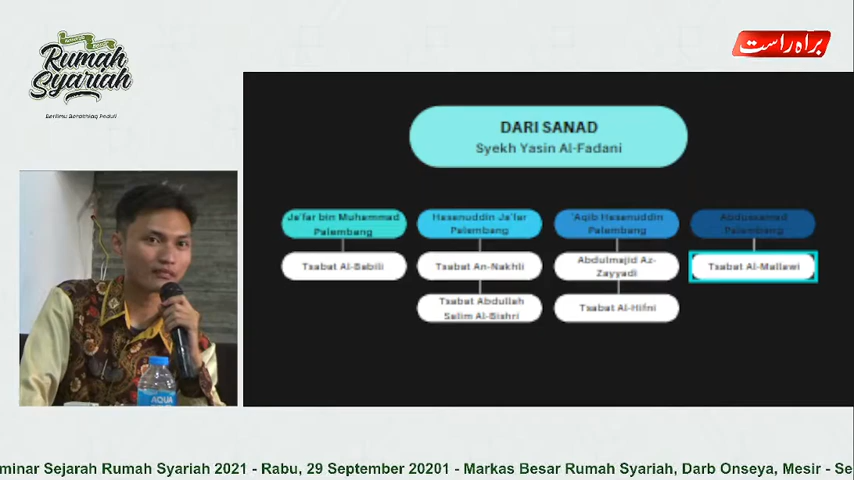 Rumah
Syariah
Berilmu Berakhlaq Peduli
براہ راست
DARI SANAD
Syekh Yasin Al-Fadani
Ja'far bin Muhammad
Palembang
Hasanuddin Ja'far
Palembang
'Aqib Hasanuddin
Palembang
Abdussamad
Palembang
Tsabat Al-Babili
Tsabat An-Nakhli
Abdulmajid Az-
Zayyadi
Tsabat Al-Mallawi
Tsabat Abdullah
Salim Al-Bishri
Tsabat Al-Hifni
AQUA
minar Sejarah Rumah Syariah 2021 - Rabu, 29 September 20201 - Markas Besar Rumah Syariah, Darb Onseya, Mesir - Se